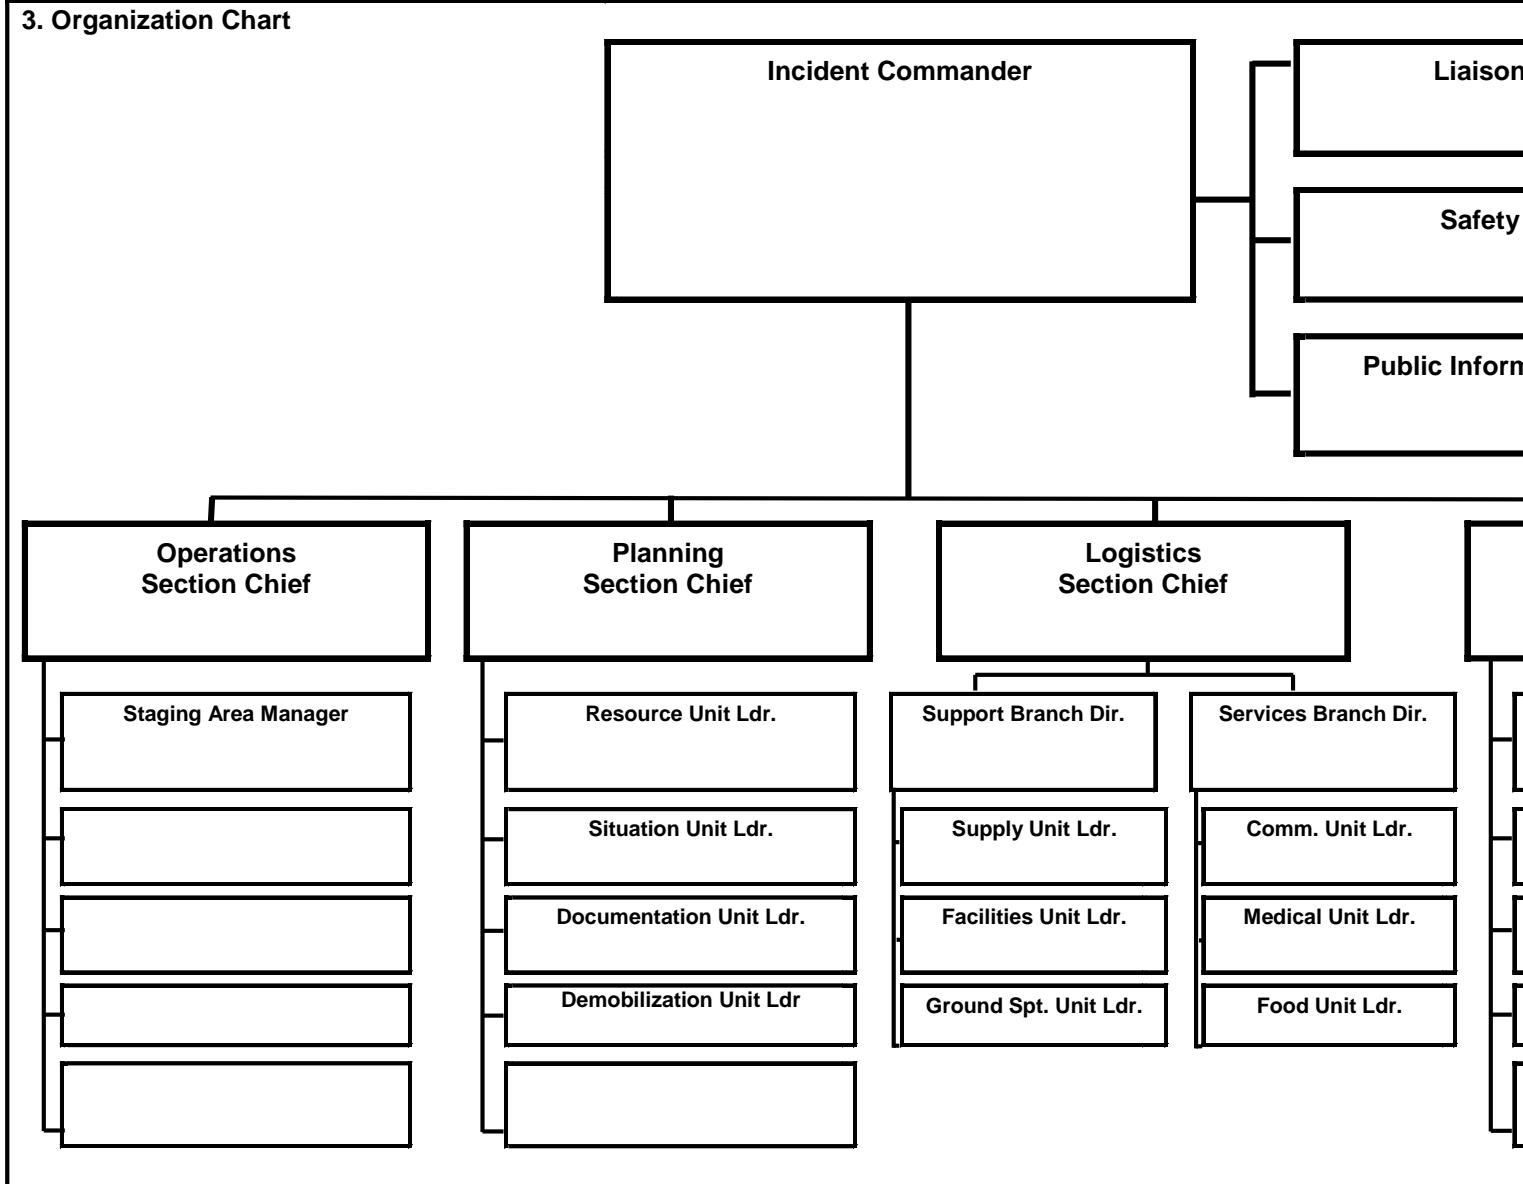 3. Organization Chart
Incident Commander
Liaison
Safety
Public Inform
Operations
Section Chief
Planning
Section Chief
Logistics
Section Chief
Staging Area Manager
Resource Unit Ldr.
Situation Unit Ldr.
Documentation Unit Ldr.
Demobilization Unit Ldr
Support Branch Dir.
Supply Unit Ldr.
Facilities Unit Ldr.
Ground Spt. Unit Ldr.
Services Branch Dir.
Comm. Unit Ldr.
Medical Unit Ldr.
Food Unit Ldr.